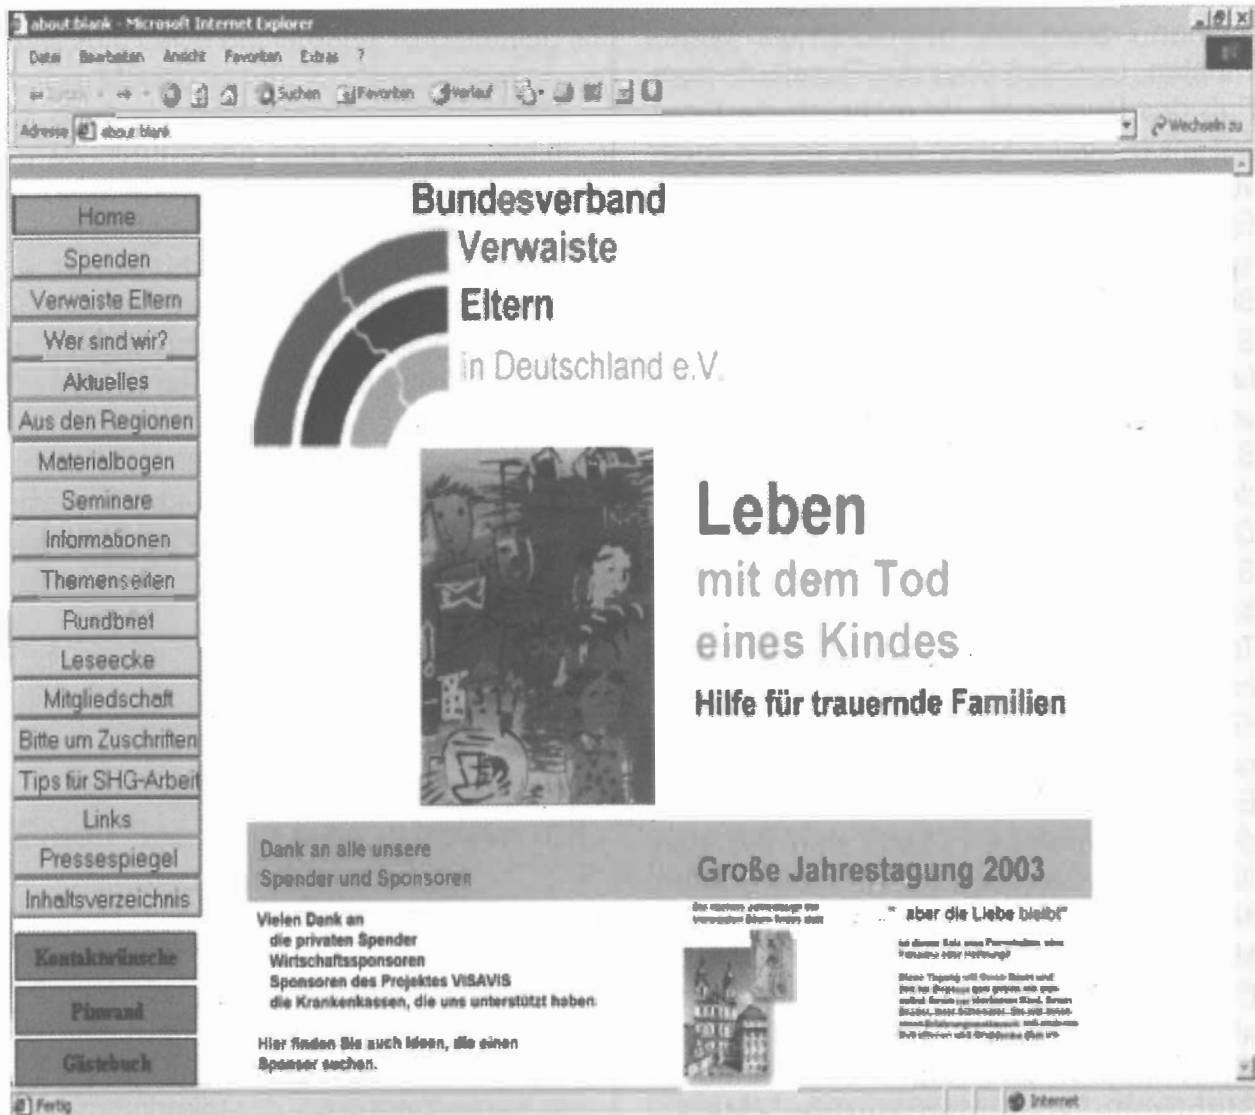 about:blank - Microsoft Internet Explorer
Datei Bearbeiten Ansicht Favoriten Extras ?
Suchen Favoriten Verlauf
Adresse about:blank Wechseln zu
Home
Spenden
Verwaiste Eltern
Wer sind wir?
Aktuelles
Aus den Regionen
Materialbogen
Seminare
Informationen
Themenseiten
Rundbrief
Leseecke
Mitgliedschaft
Bitte um Zuschriften
Tips für SHG-Arbeit
Links
Pressespiegel
Inhaltsverzeichnis
Kontaktwünsche
Pinwand
Gästebuch
Bundesverband
Verwaiste
Eltern
in Deutschland e.V.
Leben
mit dem Tod
eines Kindes
Hilfe für trauernde Familien
Dank an alle unsere
Spender und Sponsoren
Große Jahrestagung 2003
Vielen Dank an
die privaten Spender
Wirtschaftssponsoren
Sponsoren des Projektes VISAVIS
die Krankenkassen, die uns unterstützt haben
Hier finden Sie auch Ideen, die einen
Sponsor suchen.
..." aber die Liebe bleibt"
Fertig
Internet